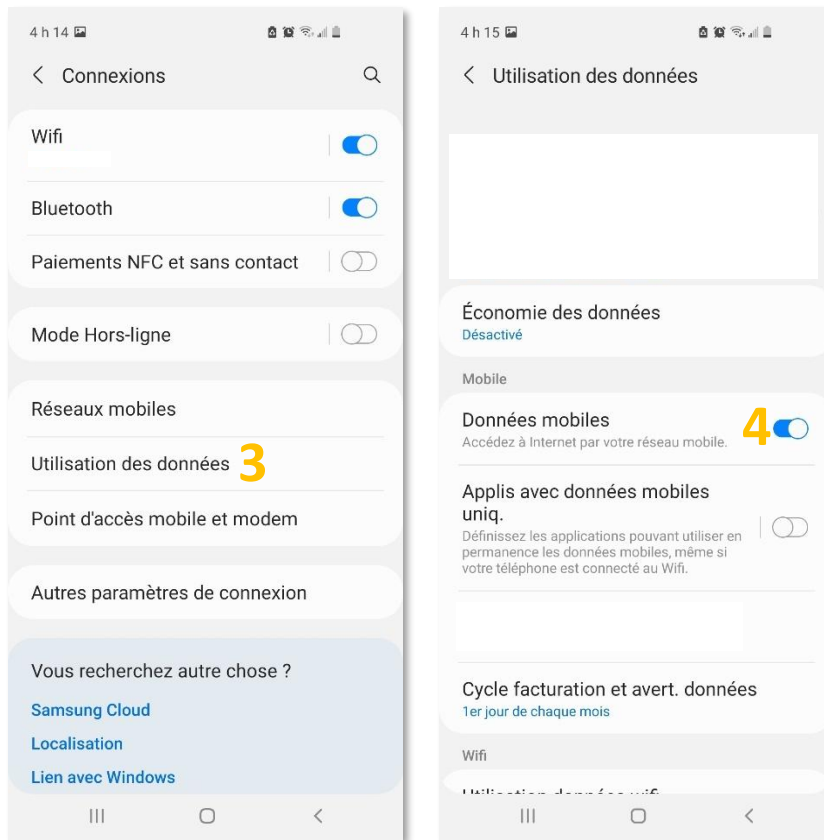 4 h 14
Connexions
Wifi
Bluetooth
Paiements NFC et sans contact
Mode Hors-ligne
Réseaux mobiles
Utilisation des données 3
Point d'accès mobile et modem
Autres paramètres de connexion
Vous recherchez autre chose ?
Samsung Cloud
Localisation
Lien avec Windows
4 h 15
Utilisation des données
Économie des données
Désactivé
Mobile
Données mobiles
4
Accédez à Internet par votre réseau mobile.
Applis avec données mobiles
uniq.
Définissez les applications pouvant utiliser en
permanence les données mobiles, même si
votre téléphone est connecté au Wifi.
Cycle facturation et avert. données
1er jour de chaque mois
Wifi
Utilisation données wifi